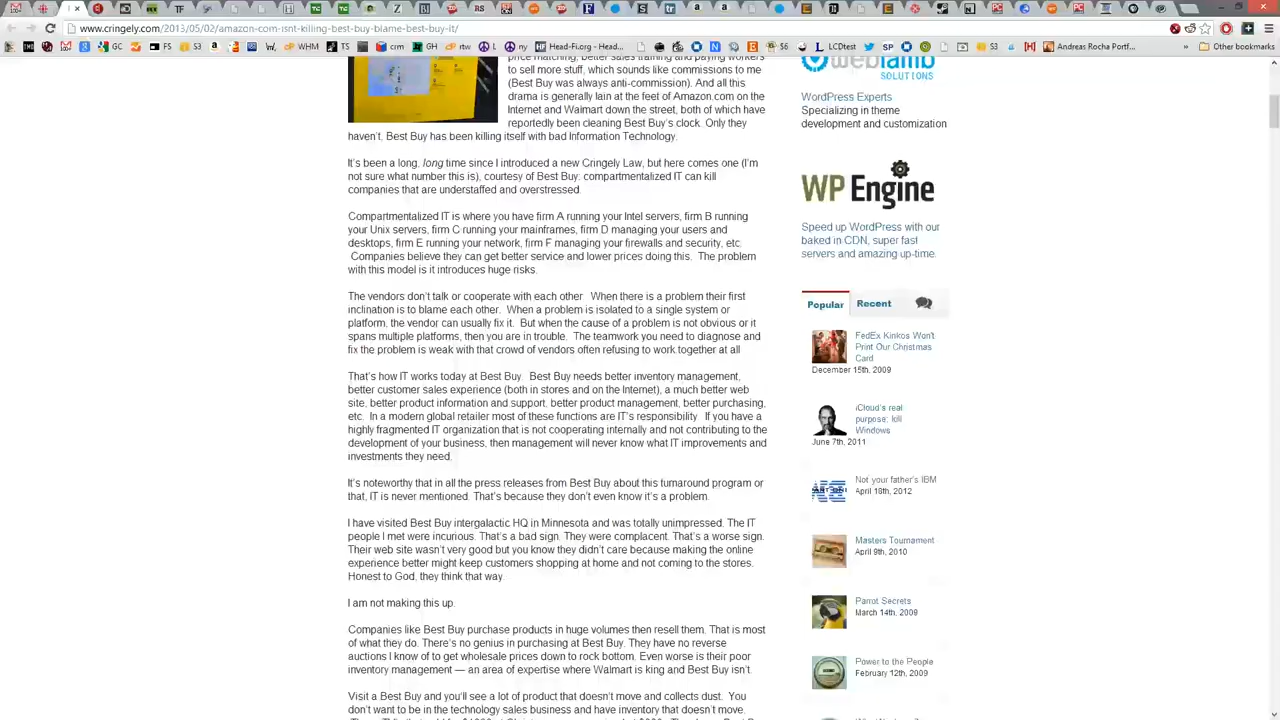 www.cringely.com/2013/05/02/amazon-com-isnt-killing-best-buy-blame-best-buy-it/
GC
FS
S3
WHM
TS
crm
GH
rtw
ny
Head-Fi.org - Head...
S6
LCDtest
SP
S3
Andreas Rocha Portf...
»
Other bookmarks
price matching, better sales training and paying workers
to sell more stuff, which sounds like commissions to me
(Best Buy was always anti-commission). And all this
drama is generally lain at the feet of Amazon.com on the
Internet and Walmart down the street, both of which have
reportedly been cleaning Best Buy's clock. Only they
haven't. Best Buy has been killing itself with bad Information Technology.
It's been a long, long time since I introduced a new Cringely Law, but here comes one (I'm
not sure what number this is), courtesy of Best Buy: compartmentalized IT can kill
companies that are understaffed and overstressed.
Compartmentalized IT is where you have firm A running your Intel servers, firm B running
your Unix servers, firm C running your mainframes, firm D managing your users and
desktops, firm E running your network, firm F managing your firewalls and security, etc.
Companies believe they can get better service and lower prices doing this. The problem
with this model is it introduces huge risks.
The vendors don't talk or cooperate with each other. When there is a problem their first
inclination is to blame each other. When a problem is isolated to a single system or
platform, the vendor can usually fix it. But when the cause of a problem is not obvious or it
spans multiple platforms, then you are in trouble. The teamwork you need to diagnose and
fix the problem is weak with that crowd of vendors often refusing to work together at all
That's how IT works today at Best Buy. Best Buy needs better inventory management,
better customer sales experience (both in stores and on the Internet), a much better web
site, better product information and support, better product management, better purchasing,
etc. In a modern global retailer most of these functions are IT's responsibility. If you have a
highly fragmented IT organization that is not cooperating internally and not contributing to the
development of your business, then management will never know what IT improvements and
investments they need.
It's noteworthy that in all the press releases from Best Buy about this turnaround program or
that, IT is never mentioned. That's because they don't even know it's a problem.
I have visited Best Buy intergalactic HQ in Minnesota and was totally unimpressed. The IT
people I met were incurious. That's a bad sign. They were complacent. That's a worse sign.
Their web site wasn't very good but you know they didn't care because making the online
experience better might keep customers shopping at home and not coming to the stores.
Honest to God, they think that way.
I am not making this up.
Companies like Best Buy purchase products in huge volumes then resell them. That is most
of what they do. There's no genius in purchasing at Best Buy. They have no reverse
auctions I know of to get wholesale prices down to rock bottom. Even worse is their poor
inventory management — an area of expertise where Walmart is king and Best Buy isn't.
Visit a Best Buy and you'll see a lot of product that doesn't move and collects dust. You
don't want to be in the technology sales business and have inventory that doesn't move.
weblamb
SOLUTIONS
WordPress Experts
Specializing in theme
development and customization
WP Engine
Speed up WordPress with our
baked in CDN, super fast
servers and amazing up-time.
Popular
Recent
FedEx Kinkos Won't
Print Our Christmas
Card
December 15th, 2009
iCloud's real
purpose: kill
Windows
June 7th, 2011
Not your father's IBM
April 18th, 2012
Masters Tournament
April 9th, 2010
Parrot Secrets
March 14th, 2009
Power to the People
February 12th, 2009